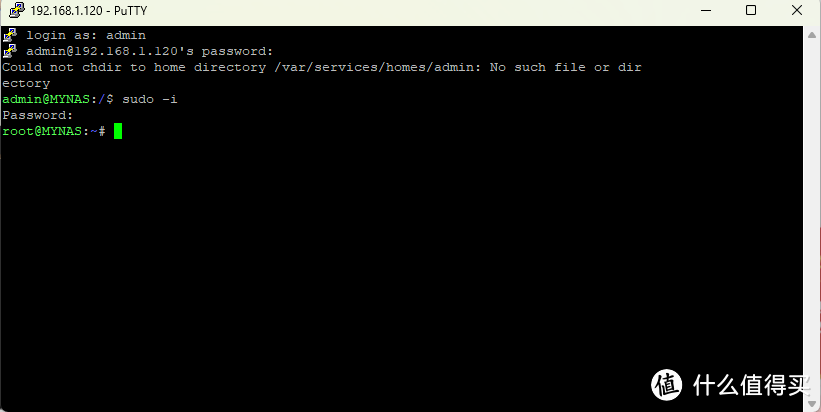 192.168.1.120 - PuTTY
login as: admin
admin@192.168.1.120's password:
Could not chdir to home directory /var/services/homes/admin: No such file or dir
ectory
admin@MYNAS:/$ sudo -i
Password:
root@MYNAS:~#
值 什么值得买